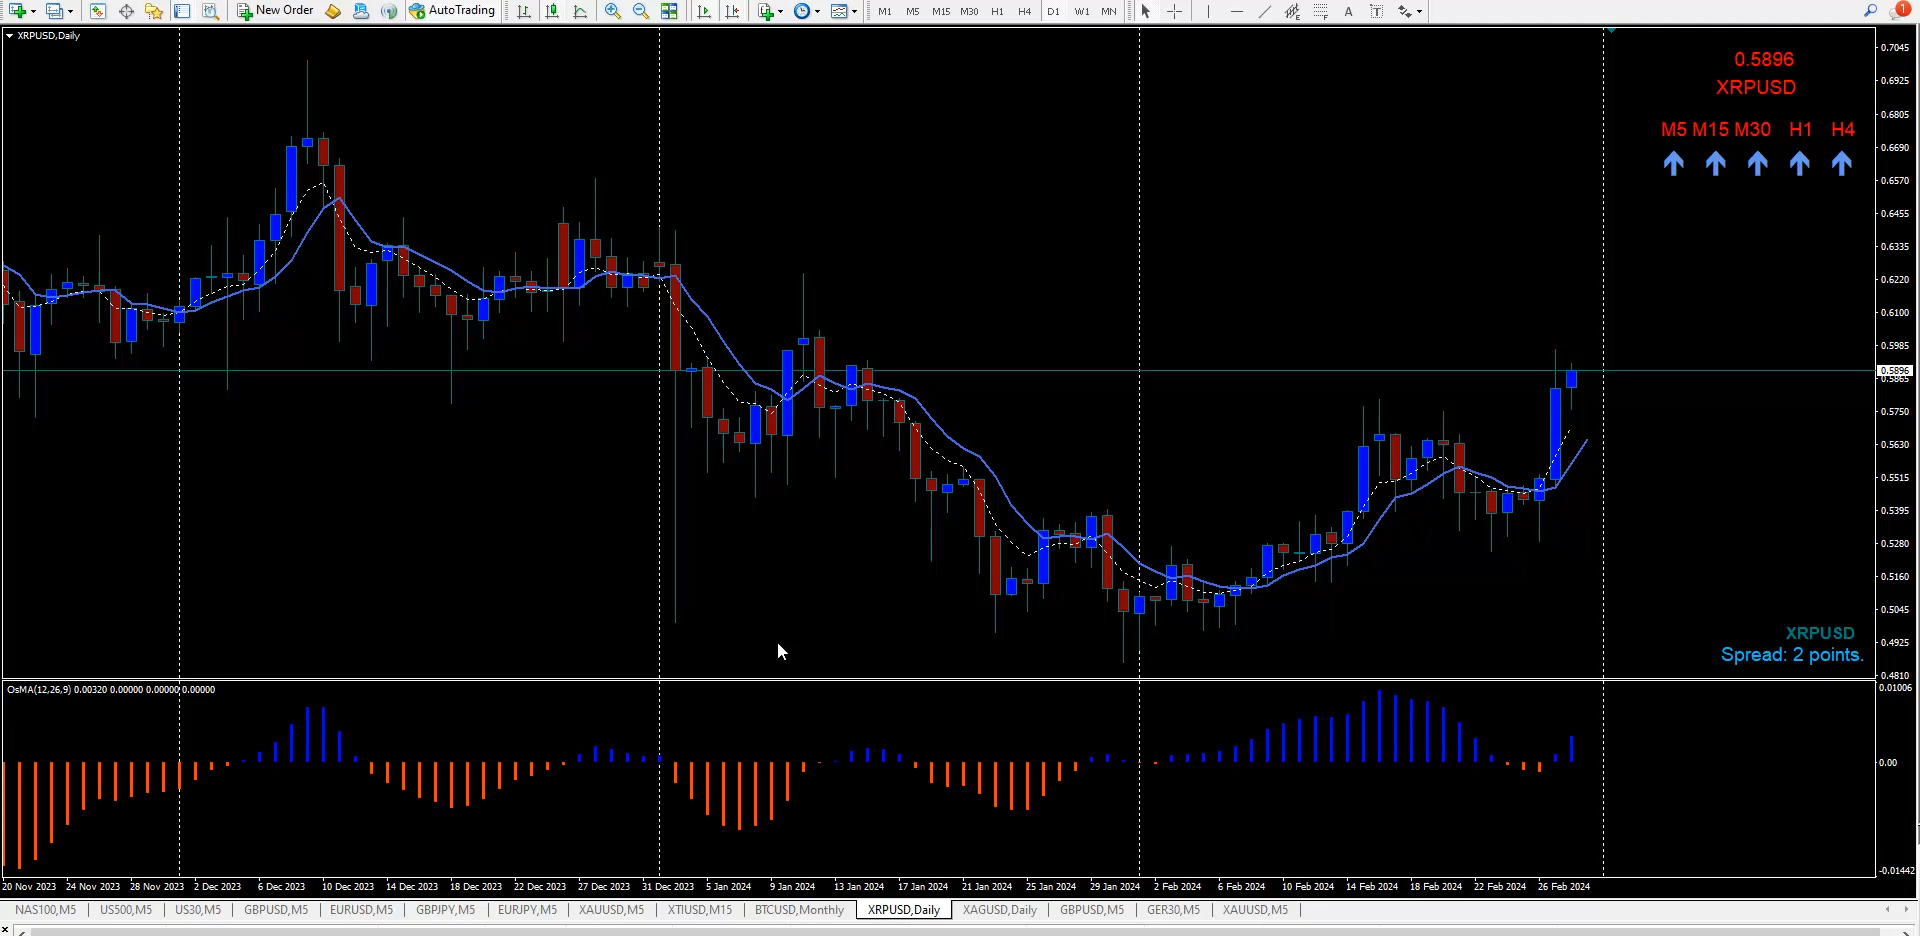 New Order AutoTrading M1 M5 M15 M30 H1 H4 D1 W1 MN A T 1
XRPUSD,Daily
0.7045
0.5896
0.6925
XRPUSD
0.6805
M5 M15 M30 H1 H4
0.6690
0.6570
0.6455
0.6335
0.6220
0.6100
0.5985
0.5896
0.5865
0.5750
0.5630
0.5515
0.5395
0.5280
0.5160
0.5045
XRPUSD
0.4925
Spread: 2 points.
0.4810
OsMA(12,26,9) 0.00320 0.00000 0.00000 0.00000
0.01006
0.00
-0.01442
20 Nov 2023 24 Nov 2023 28 Nov 2023 2 Dec 2023 6 Dec 2023 10 Dec 2023 14 Dec 2023 18 Dec 2023 22 Dec 2023 27 Dec 2023 31 Dec 2023 5 Jan 2024 9 Jan 2024 13 Jan 2024 17 Jan 2024 21 Jan 2024 25 Jan 2024 29 Jan 2024 2 Feb 2024 6 Feb 2024 10 Feb 2024 14 Feb 2024 18 Feb 2024 22 Feb 2024 26 Feb 2024
NAS100,M5 US500,M5 US30,M5 GBPUSD,M5 EURUSD,M5 GBPJPY,M5 EURJPY,M5 XAUUSD,M5 XTIUSD,M15 BTCUSD,Monthly XRPUSD,Daily XAGUSD,Daily GBPUSD,M5 GER30,M5 XAUUSD,M5